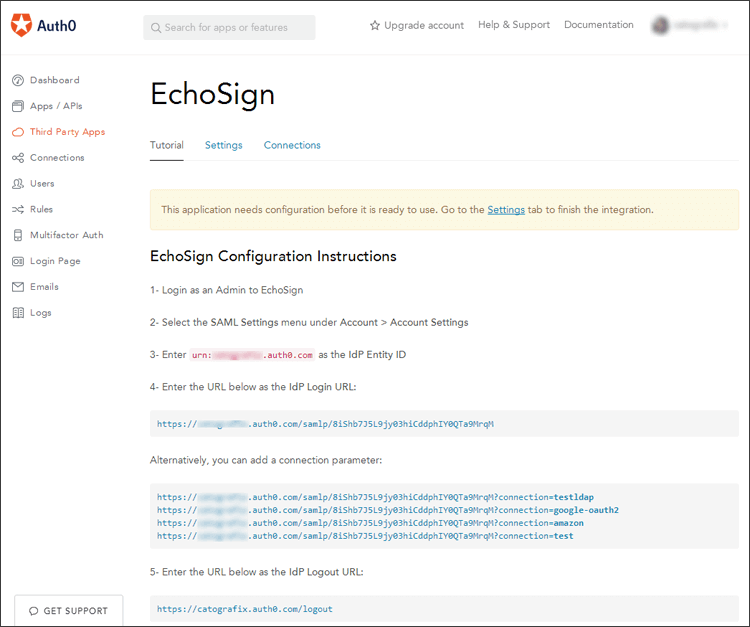 Auth0
Search for apps or features
Upgrade account
Help & Support
Documentation
Dashboard
Apps / APIs
Third Party Apps
Connections
Users
Rules
Multifactor Auth
Login Page
Emails
Logs
GET SUPPORT
EchoSign
Tutorial Settings Connections
This application needs configuration before it is ready to use. Go to the Settings tab to finish the integration.
EchoSign Configuration Instructions
1- Login as an Admin to EchoSign
2- Select the SAML Settings menu under Account > Account Settings
3- Enter urn: .auth0.com as the IdP Entity ID
4- Enter the URL below as the IdP Login URL:
https:// .auth0.com/samlp/8iShb7J5L9jy03hiCddphIY0QTa9MrqM
Alternatively, you can add a connection parameter:
https:// .auth0.com/samlp/8iShb7J5L9jy03hiCddphIY0QTa9MrqM?connection=testldap
https:// .auth0.com/samlp/8iShb7J5L9jy03hiCddphIY0QTa9MrqM?connection=google-oauth2
https:// .auth0.com/samlp/8iShb7J5L9jy03hiCddphIY0QTa9MrqM?connection=amazon
https:// .auth0.com/samlp/8iShb7J5L9jy03hiCddphIY0QTa9MrqM?connection=test
5- Enter the URL below as the IdP Logout URL:
https://catografix.auth0.com/logout